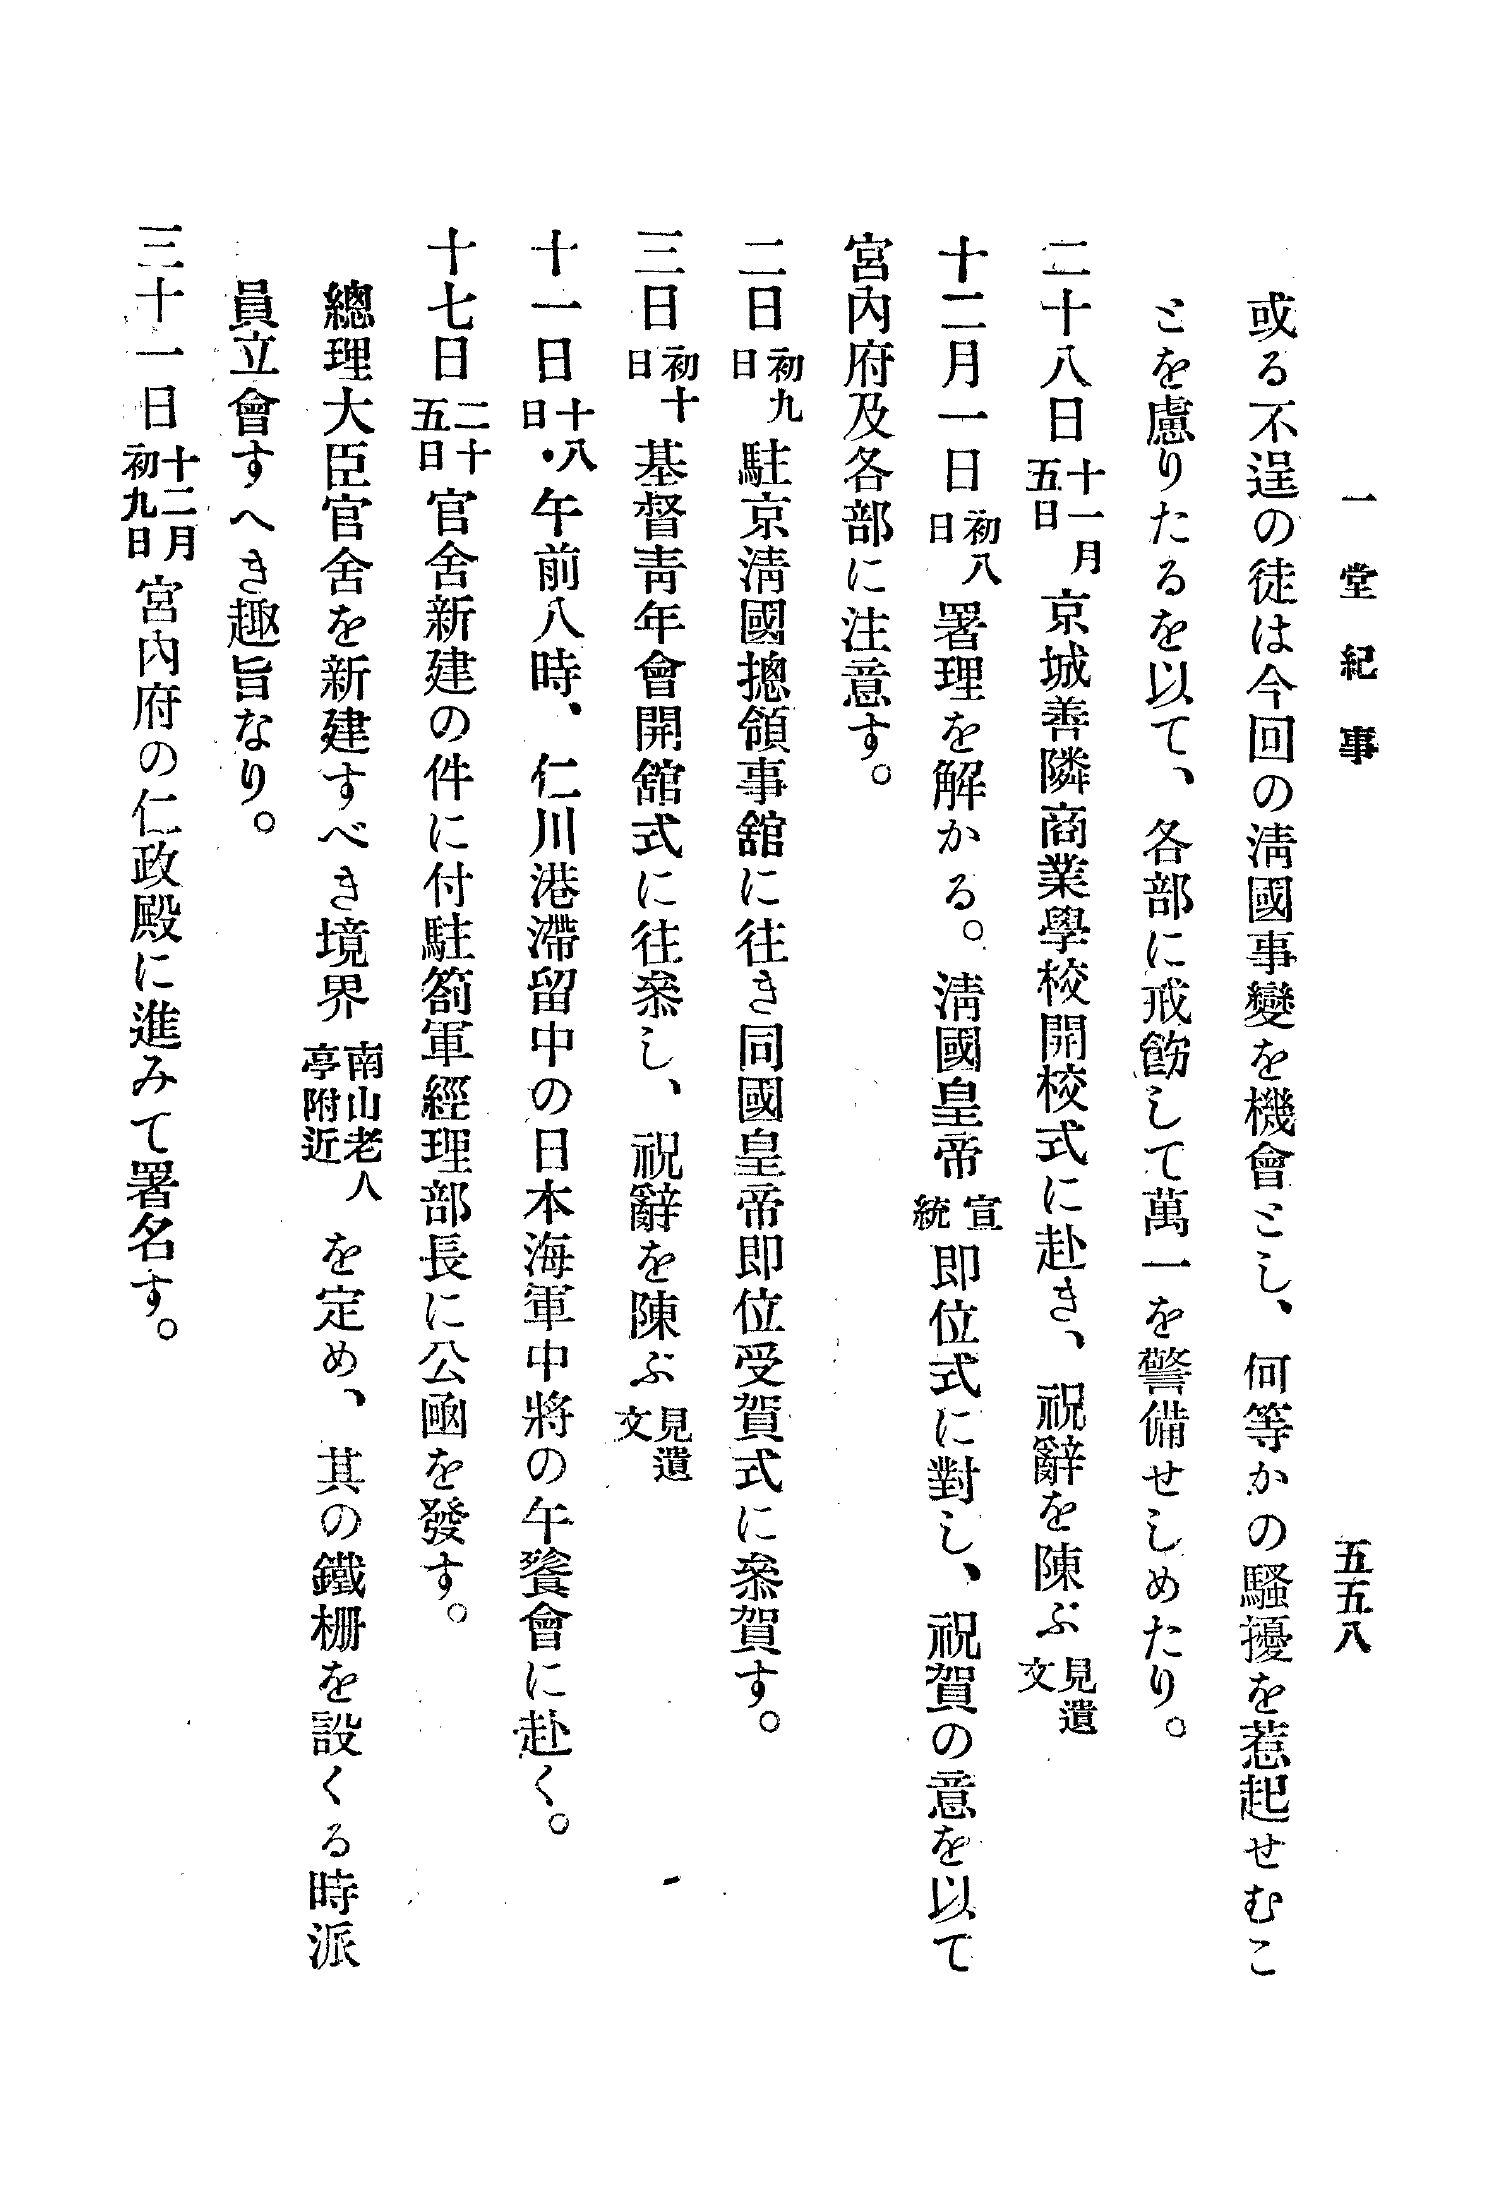 一堂紀事
五五八
或る不逞の徒は今回の淸國事變を機會とし、何等かの騷擾を惹起せむこ
とを慮りたるを以て、各部に戒飭して萬一を警備せしめたり。
二十八日十一月五日京城善隣商業學校開校式に赴き、祝辭を陳ぶ見遺文
十二月一日初八日署理を解かる。淸國皇帝宣統即位式に對し、祝賀の意を以て
宮內府及各部に注意す。
二日初九日駐京淸國摠領事舘に往き同國皇帝即位受賀式に叅賀す。
三日初十日基督靑年會開舘式に往叅し、祝辭を陳ぶ見遺文
十一日十八日午前八時、仁川港滯留中の日本海軍中將の午餐會に赴く。
十七日二十五日官舍新建の件に付駐箚軍經理部長に公凾を發す。
總理大臣官舍を新建すべき境界南山老人亭附近を定め、其の鐵柵を設くる時派
員立會すへき趣旨なり。
三十一日十二月初九日宮內府の仁政殿に進みて署名す。